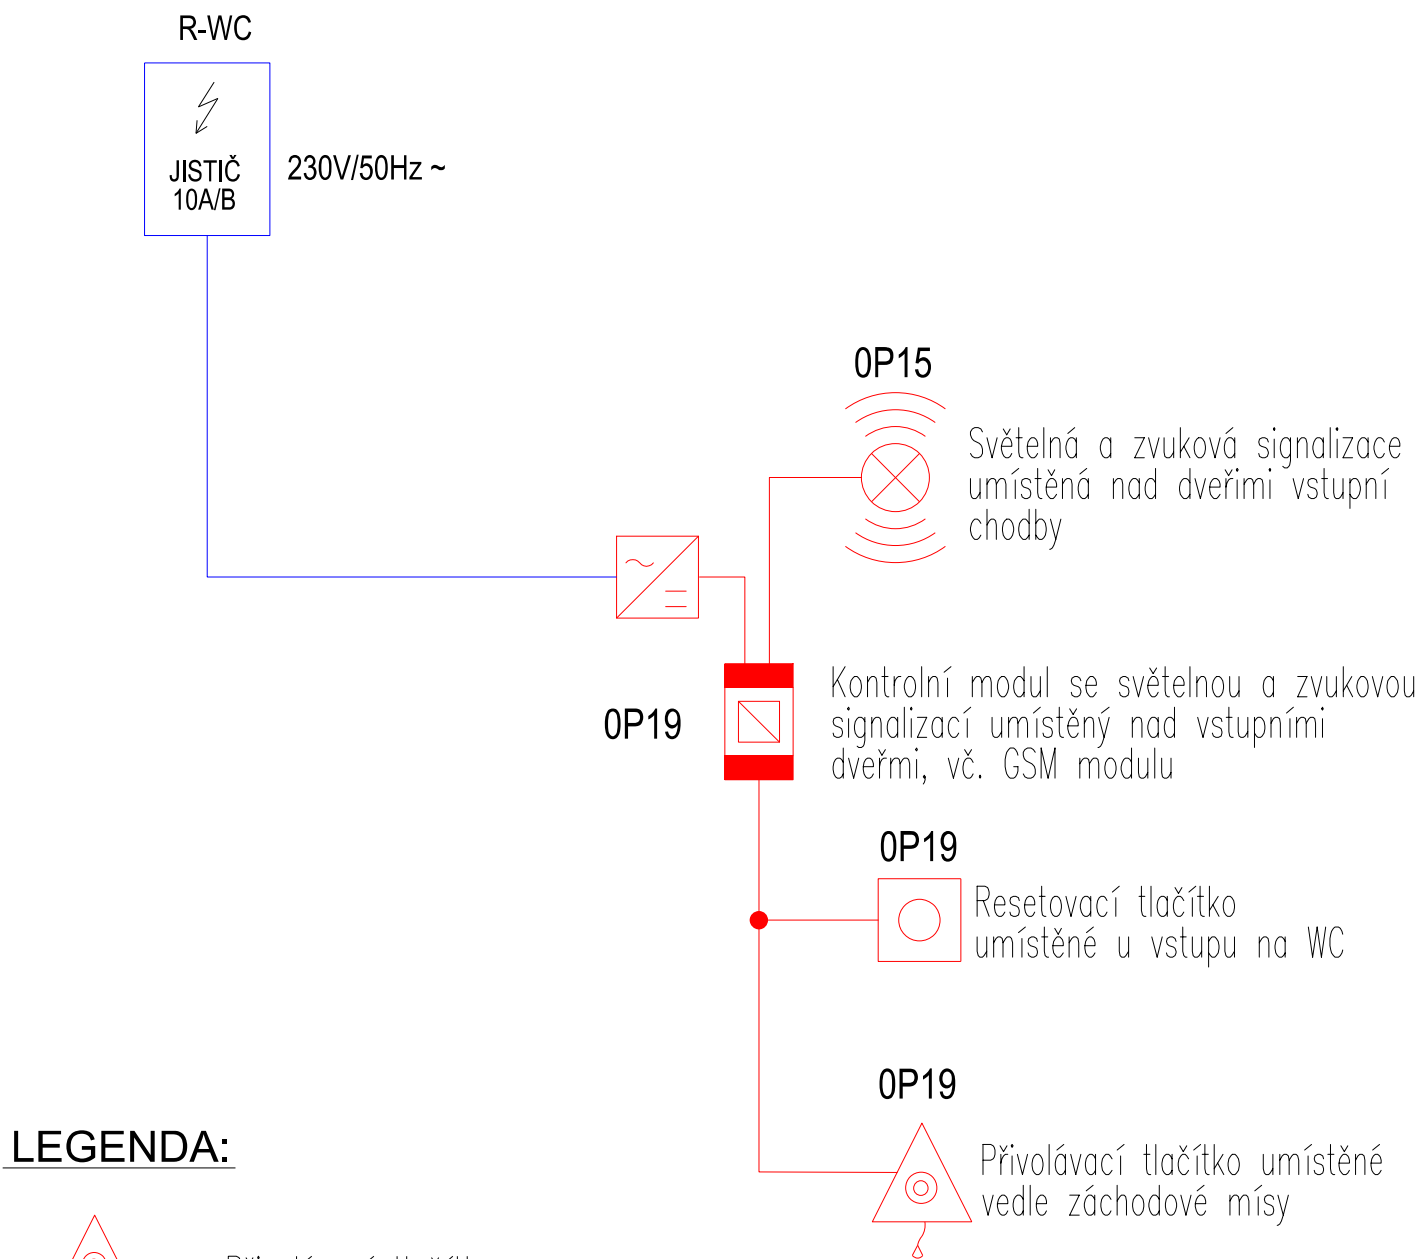 R-WC
JISTIČ
10A/B
230V/50Hz ~
0P15
Světelná a zvuková signalizace
umístěná nad dveřimi vstupní
chodby
0P19
Kontrolní modul se světelnou a zvukovou
signalizací umístěný nad vstupními
dveřmi, vč. GSM modulu
0P19
Resetovací tlačítko
umístěné u vstupu na WC
0P19
Přivolávací tlačítko umístěné
vedle záchodové mísy
LEGENDA: